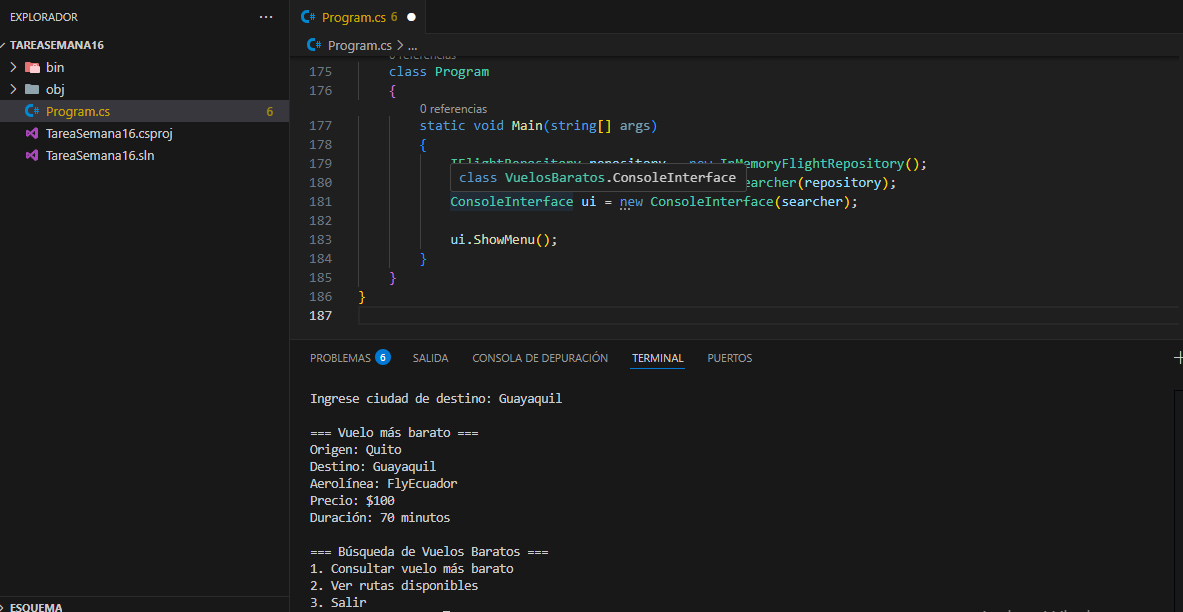 EXPLORADOR ...
TAREASEMANA16
bin
obj
Program.cs 6
TareaSemana16.csproj
TareaSemana16.sln
ESQUEMA
Program.cs 6
Program.cs > ...
0 referencias
175 class Program
176 {
0 referencias
177 static void Main(string[] args)
178 {
179 IFlightRepository repository = new InMemoryFlightRepository();
class VuelosBaratos.ConsoleInterface
180 earcher(repository);
181 ConsoleInterface ui = new ConsoleInterface(searcher);
182
183 ui.ShowMenu();
184 }
185 }
186 }
187
PROBLEMAS 6 SALIDA CONSOLA DE DEPURACIÓN TERMINAL PUERTOS
Ingrese ciudad de destino: Guayaquil
=== Vuelo más barato ===
Origen: Quito
Destino: Guayaquil
Aerolínea: FlyEcuador
Precio: $100
Duración: 70 minutos
=== Búsqueda de Vuelos Baratos ===
1. Consultar vuelo más barato
2. Ver rutas disponibles
3. Salir